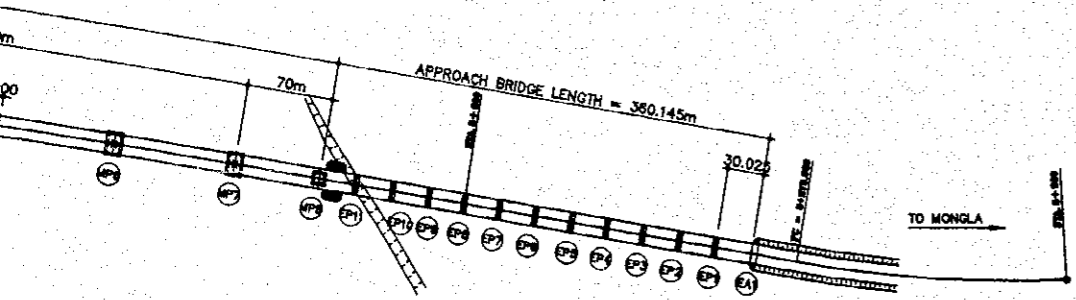 70m
APPROACH BRIDGE LENGTH = 360.145m
30.025
TO MONGLA
MP6
MP7
MP8
EP1
EP10
EP9
EP8
EP7
EP6
EP5
EP4
EP3
EP2
EP1
EA1